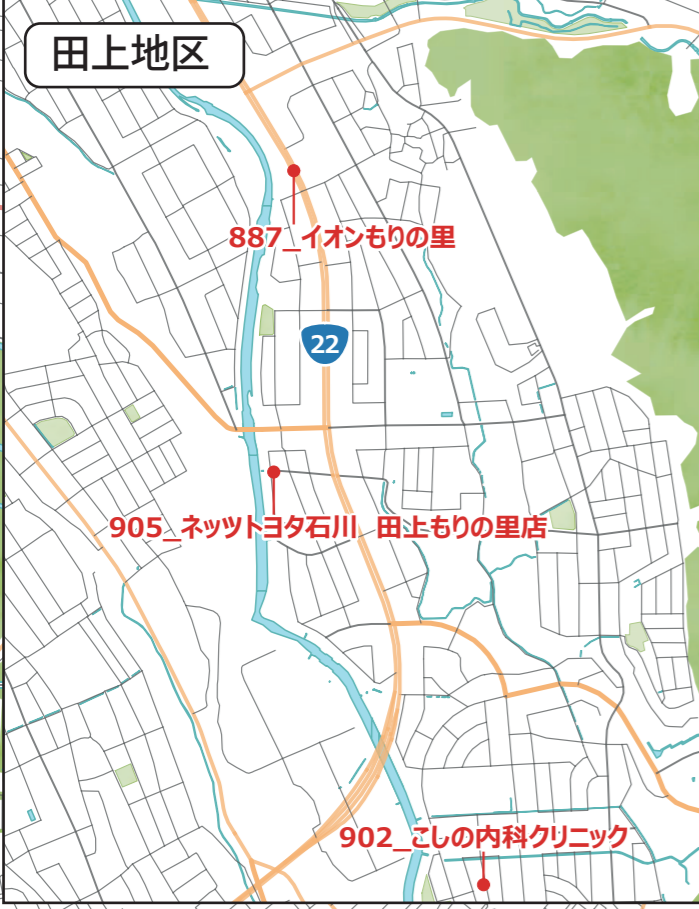 田上地区
887_イオンもりの里
22
905_ネッツトヨタ石川　田上もりの里店
902_こしの内科クリニック